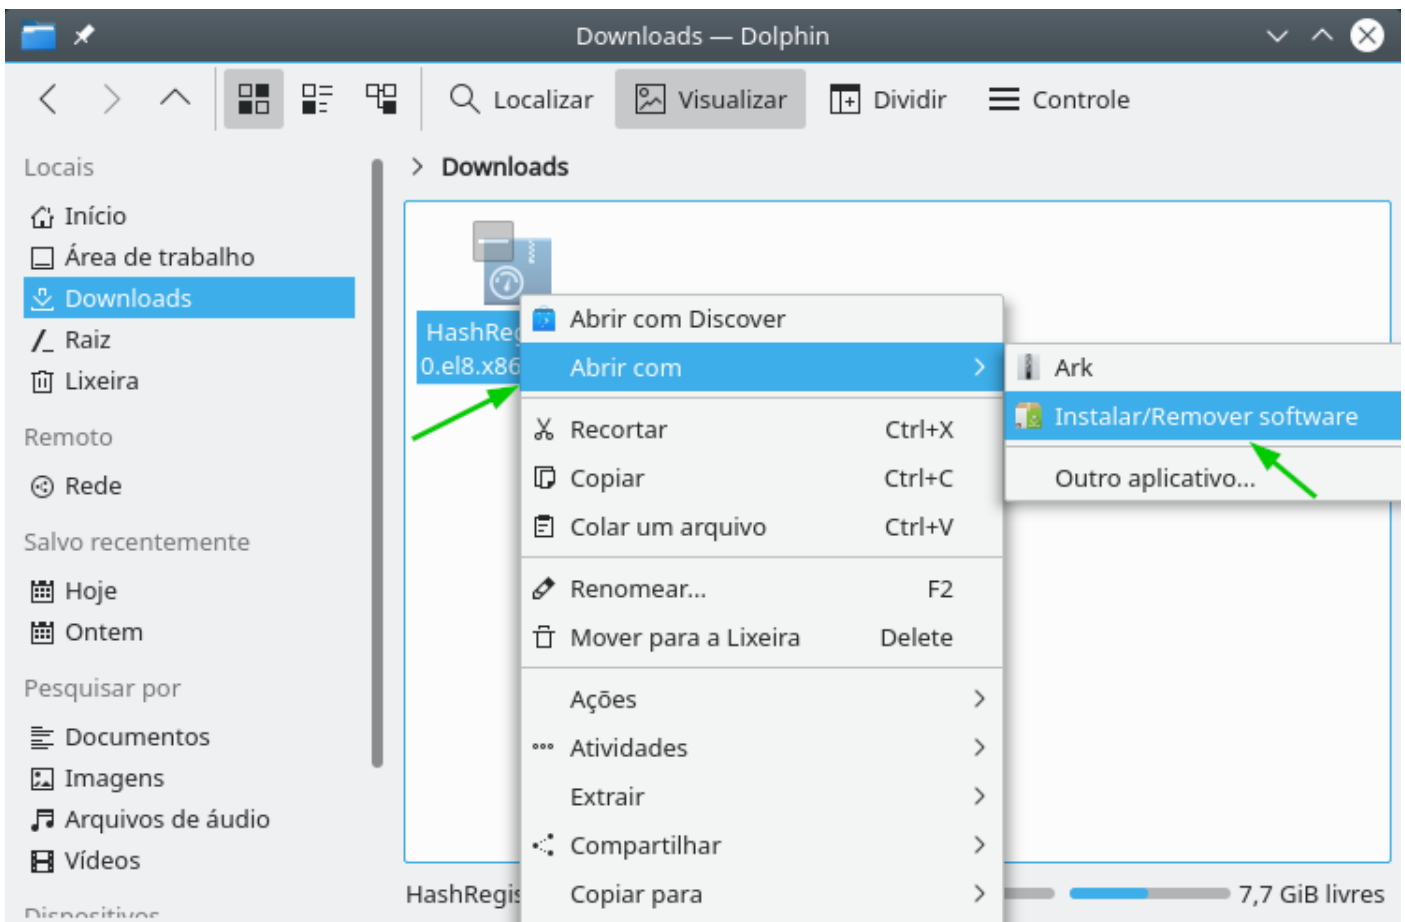 Downloads — Dolphin
Localizar Visualizar Dividir Controle
Locais
Início
Área de trabalho
Downloads
Raiz
Lixeira
Remoto
Rede
Salvo recentemente
Hoje
Ontem
Pesquisar por
Documentos
Imagens
Arquivos de áudio
Vídeos
Dispositivos
Downloads
HashReg
0.el8.x86
Abrir com Discover
Abrir com
Recortar Ctrl+X
Copiar Ctrl+C
Colar um arquivo Ctrl+V
Renomear... F2
Mover para a Lixeira Delete
Ações
Atividades
Extrair
Compartilhar
Copiar para
Ark
Instalar/Remover software
Outro aplicativo...
HashRegis
7,7 GiB livres